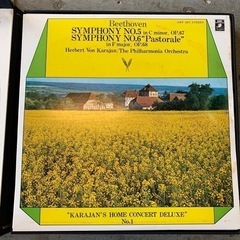 Beethoven
SYMPHONY NO.5 in C minor, OP.67
SYMPHONY NO.6 "Pastorale"
in F major, OP.68
Herbert Von Karajan/The Philharmonia Orchestra
"KARAJAN'S HOME CONCERT DELUXE"
No.1